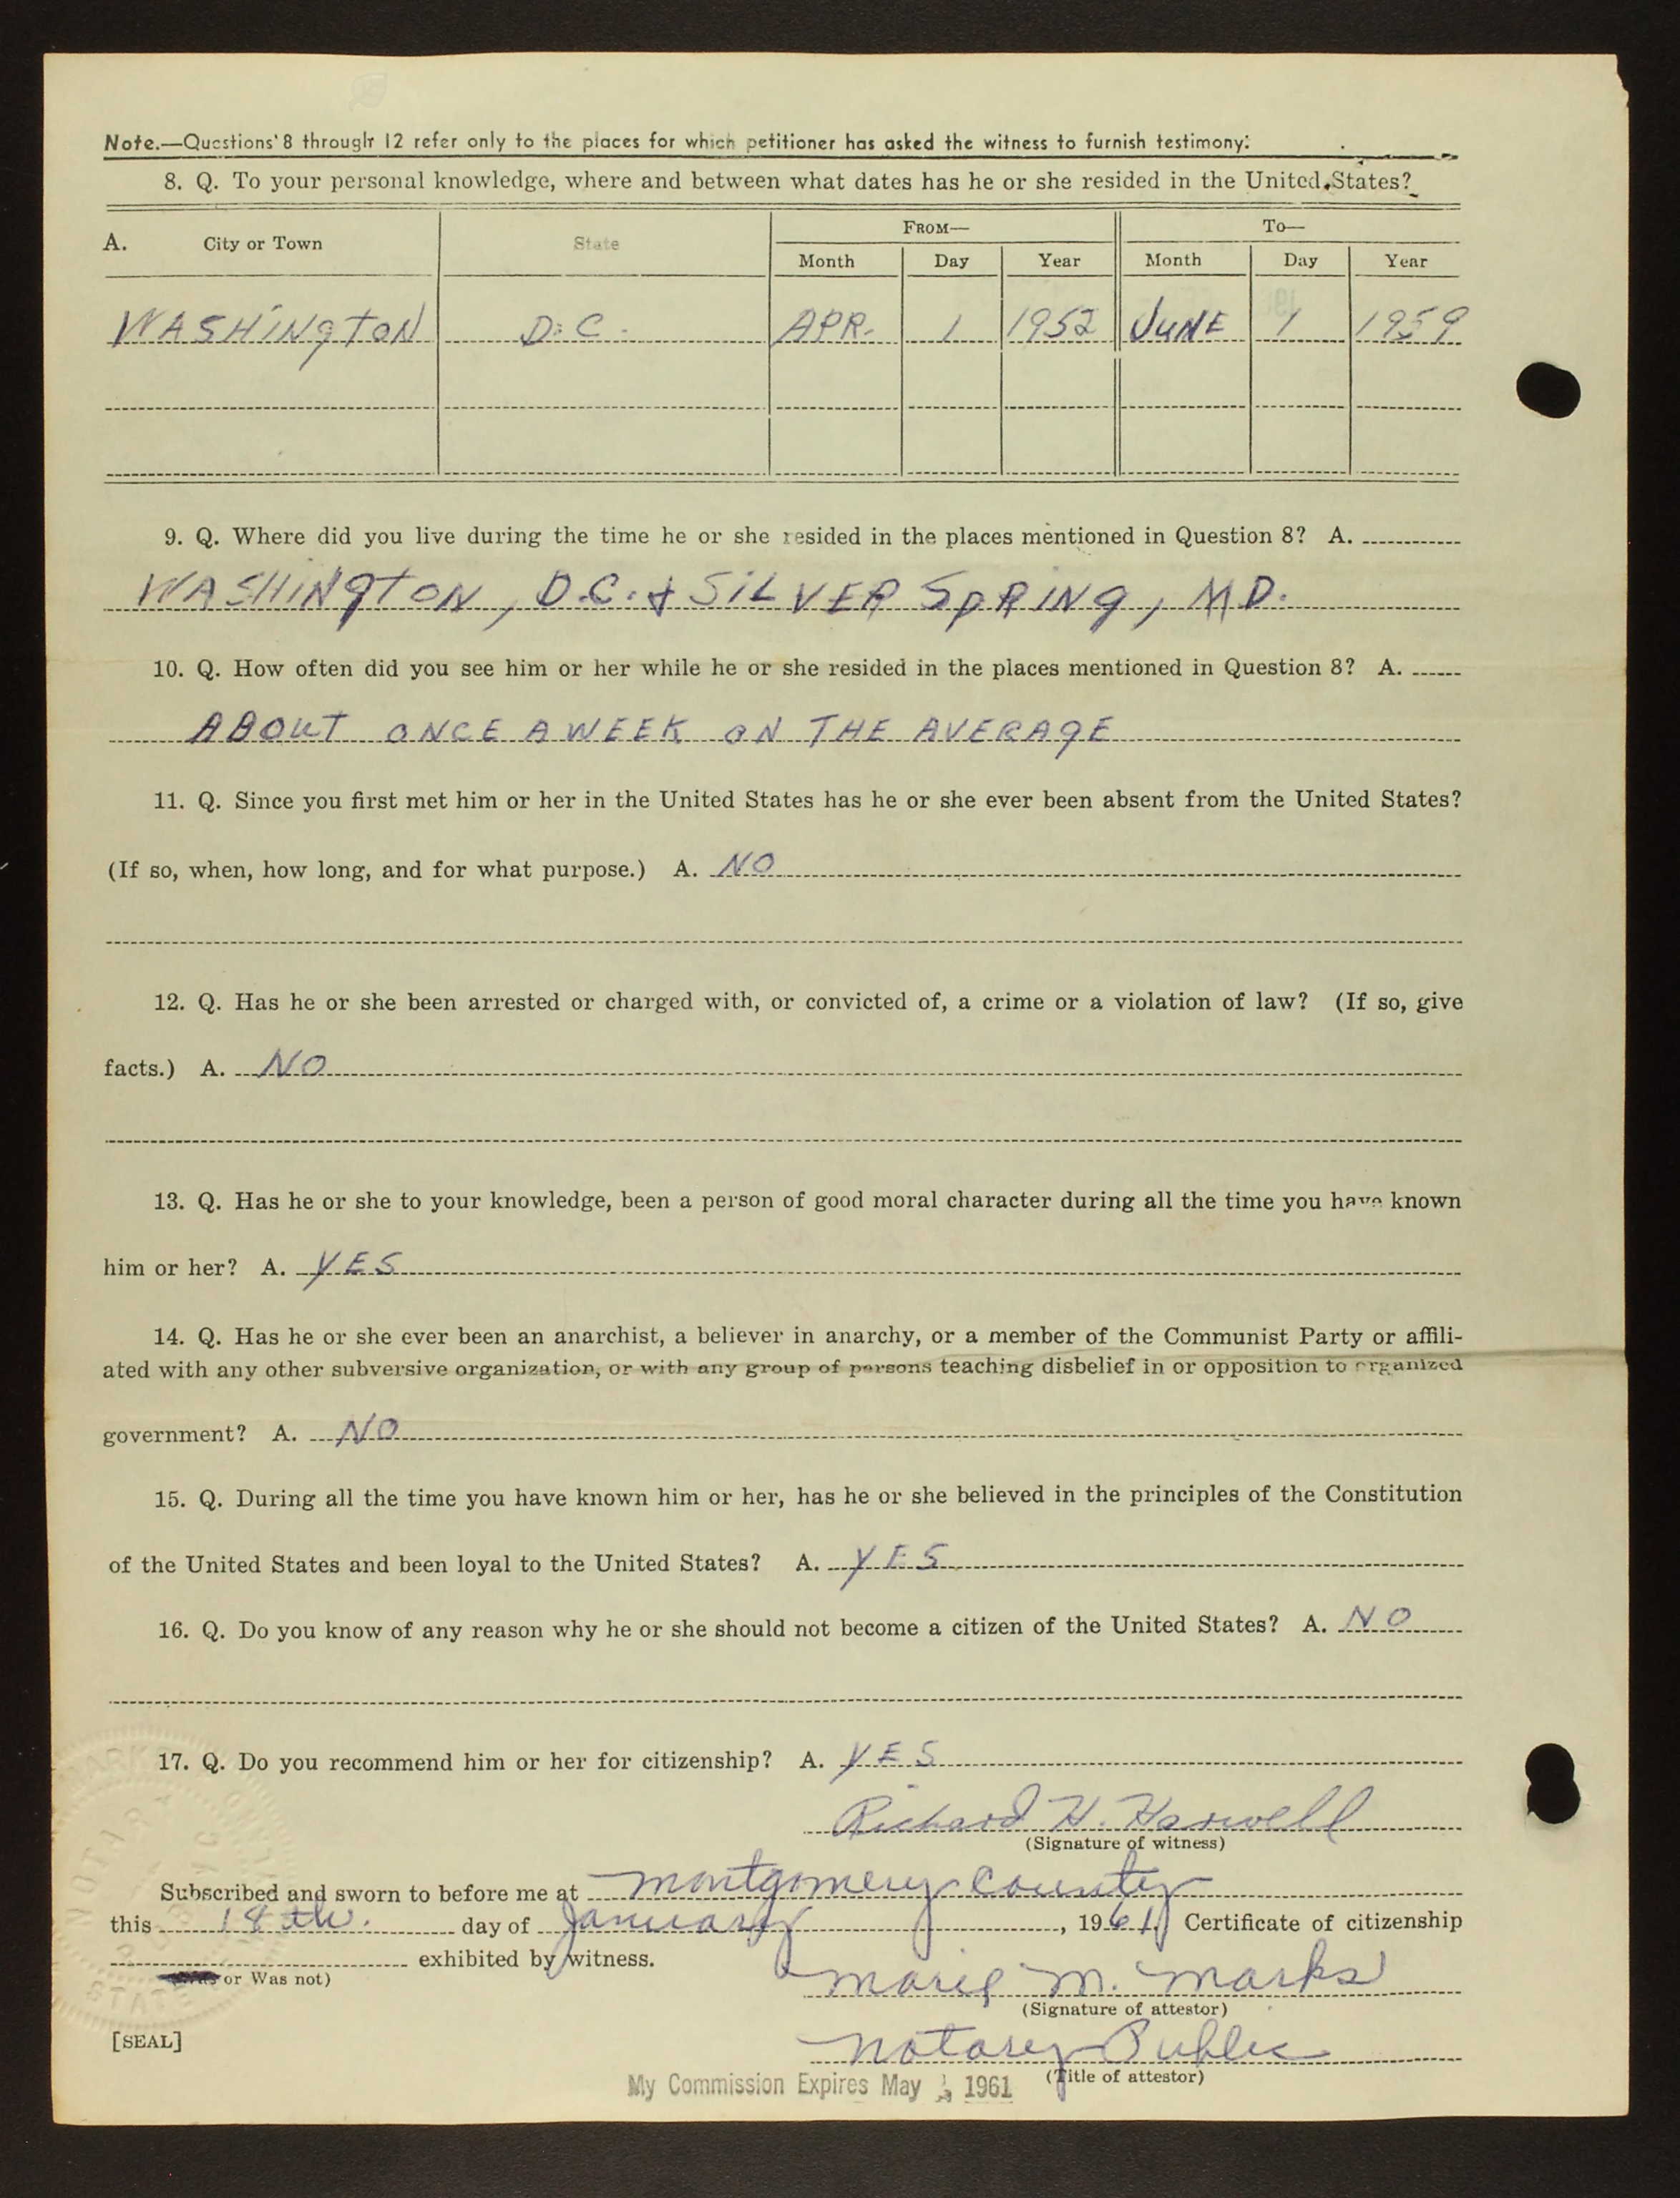 Note.—Questions 8 through 12 refer only to the places for which petitioner has asked the witness to furnish testimony:
8. Q. To your personal knowledge, where and between what dates has he or she resided in the United States?
A. City or Town State FROM— To—
Month Day Year Month Day Year
WASHINgTON D.C. APR. 1 1952 JUNE 1 1959
9. Q. Where did you live during the time he or she resided in the places mentioned in Question 8? A.
WASHINgTON, D.C. & SILVER SPRINg, MD.
10. Q. How often did you see him or her while he or she resided in the places mentioned in Question 8? A.
ABOUT ONCE A WEEK ON THE AVERAgE
11. Q. Since you first met him or her in the United States has he or she ever been absent from the United States?
(If so, when, how long, and for what purpose.) A. NO
12. Q. Has he or she been arrested or charged with, or convicted of, a crime or a violation of law? (If so, give
facts.) A. NO
13. Q. Has he or she to your knowledge, been a person of good moral character during all the time you have known
him or her? A. YES
14. Q. Has he or she ever been an anarchist, a believer in anarchy, or a member of the Communist Party or affili-
ated with any other subversive organization, or with any group of persons teaching disbelief in or opposition to organized
government? A. NO
15. Q. During all the time you have known him or her, has he or she believed in the principles of the Constitution
of the United States and been loyal to the United States? A. YES
16. Q. Do you know of any reason why he or she should not become a citizen of the United States? A. NO
17. Q. Do you recommend him or her for citizenship? A. YES
Richard H. Harwell
(Signature of witness)
Subscribed and sworn to before me at Montgomery County
this 18th. day of January, 1961. Certificate of citizenship
exhibited by witness.
or Was not)
Marie M. Marks
(Signature of attestor)
[SEAL]
Notary Public
(Title of attestor)
My Commission Expires May 1961